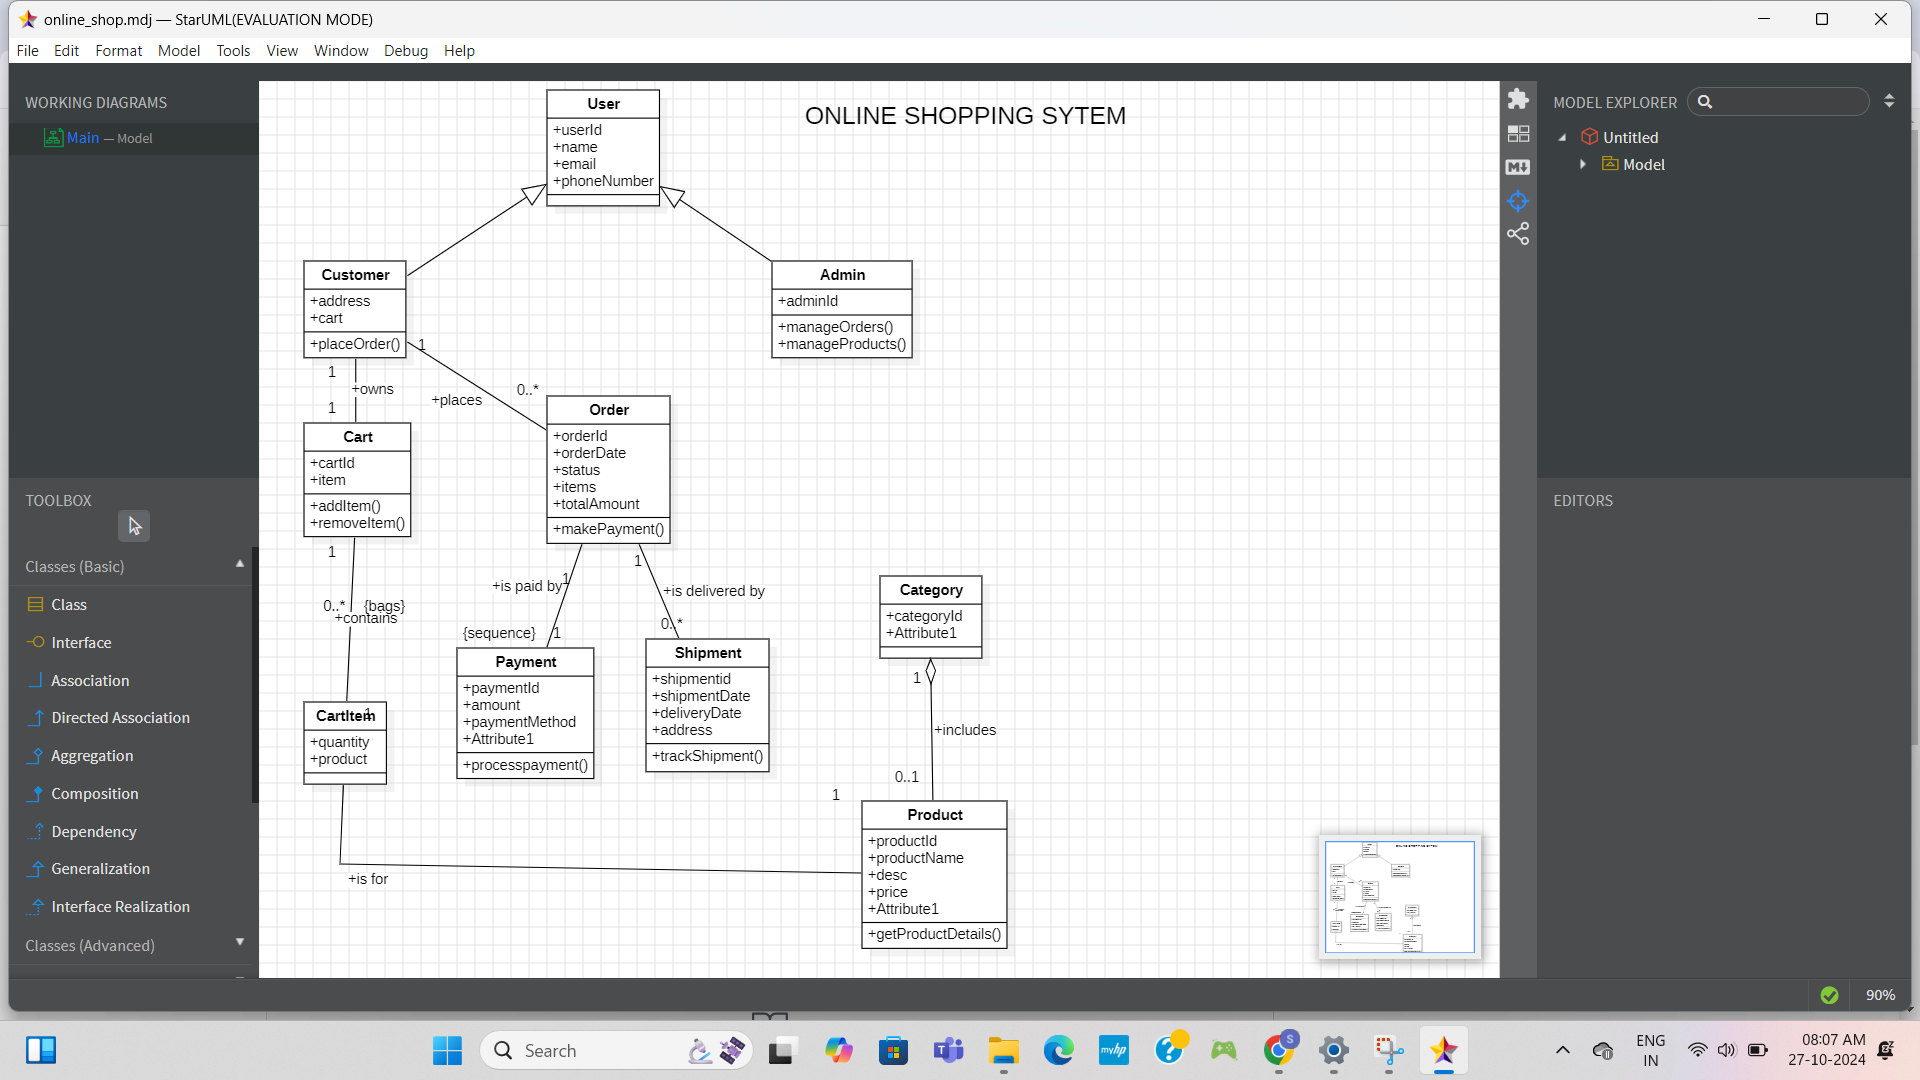 online_shop.mdj — StarUML(EVALUATION MODE)
File Edit Format Model Tools View Window Debug Help
WORKING DIAGRAMS
Main — Model
TOOLBOX
Classes (Basic)
Class
Interface
Association
Directed Association
Aggregation
Composition
Dependency
Generalization
Interface Realization
Classes (Advanced)
ONLINE SHOPPING SYTEM
User
+userId
+name
+email
+phoneNumber
Customer
+address
+cart
+placeOrder()
Admin
+adminId
+manageOrders()
+manageProducts()
1
+owns
1
1
+places
0..*
Cart
+cartId
+item
+addItem()
+removeItem()
Order
+orderId
+orderDate
+status
+items
+totalAmount
+makePayment()
1
0..* {bags}
+contains
1
+is paid by
1
{sequence}
1
+is delivered by
0..*
1
CartItem
+quantity
+product
Payment
+paymentId
+amount
+paymentMethod
+Attribute1
+processpayment()
Shipment
+shipmentid
+shipmentDate
+deliveryDate
+address
+trackShipment()
Category
+categoryId
+Attribute1
1
+includes
0..1
1
Product
+productId
+productName
+desc
+price
+Attribute1
+getProductDetails()
+is for
MODEL EXPLORER
Untitled
Model
EDITORS
90%
Search
myhp
S
ENG
IN
08:07 AM
27-10-2024